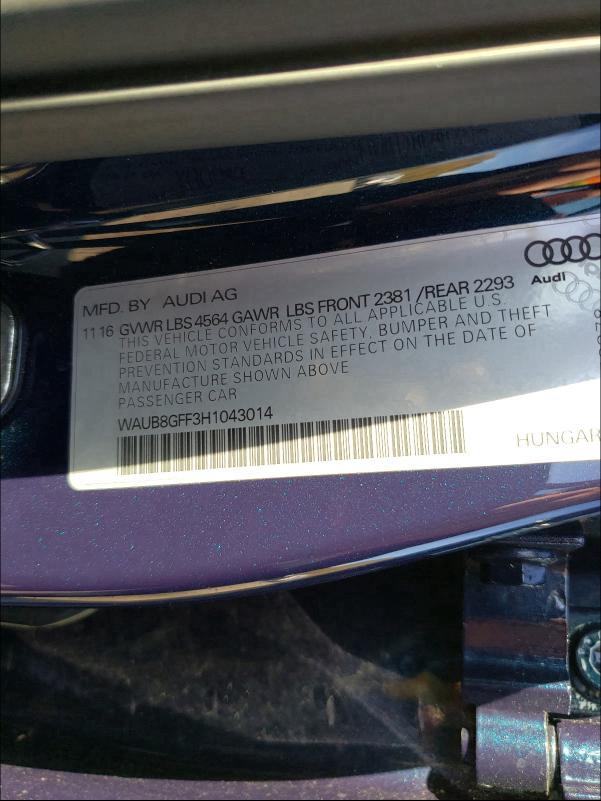 MFD. BY AUDI AG
11 16 GVWR LBS 4564 GAWR LBS FRONT 2381 /REAR 2293
THIS VEHICLE CONFORMS TO ALL APPLICABLE U.S.
FEDERAL MOTOR VEHICLE SAFETY, BUMPER AND THEFT
PREVENTION STANDARDS IN EFFECT ON THE DATE OF
MANUFACTURE SHOWN ABOVE
PASSENGER CAR
WAUB8GFF3H1043014
Audi
HUNGAR